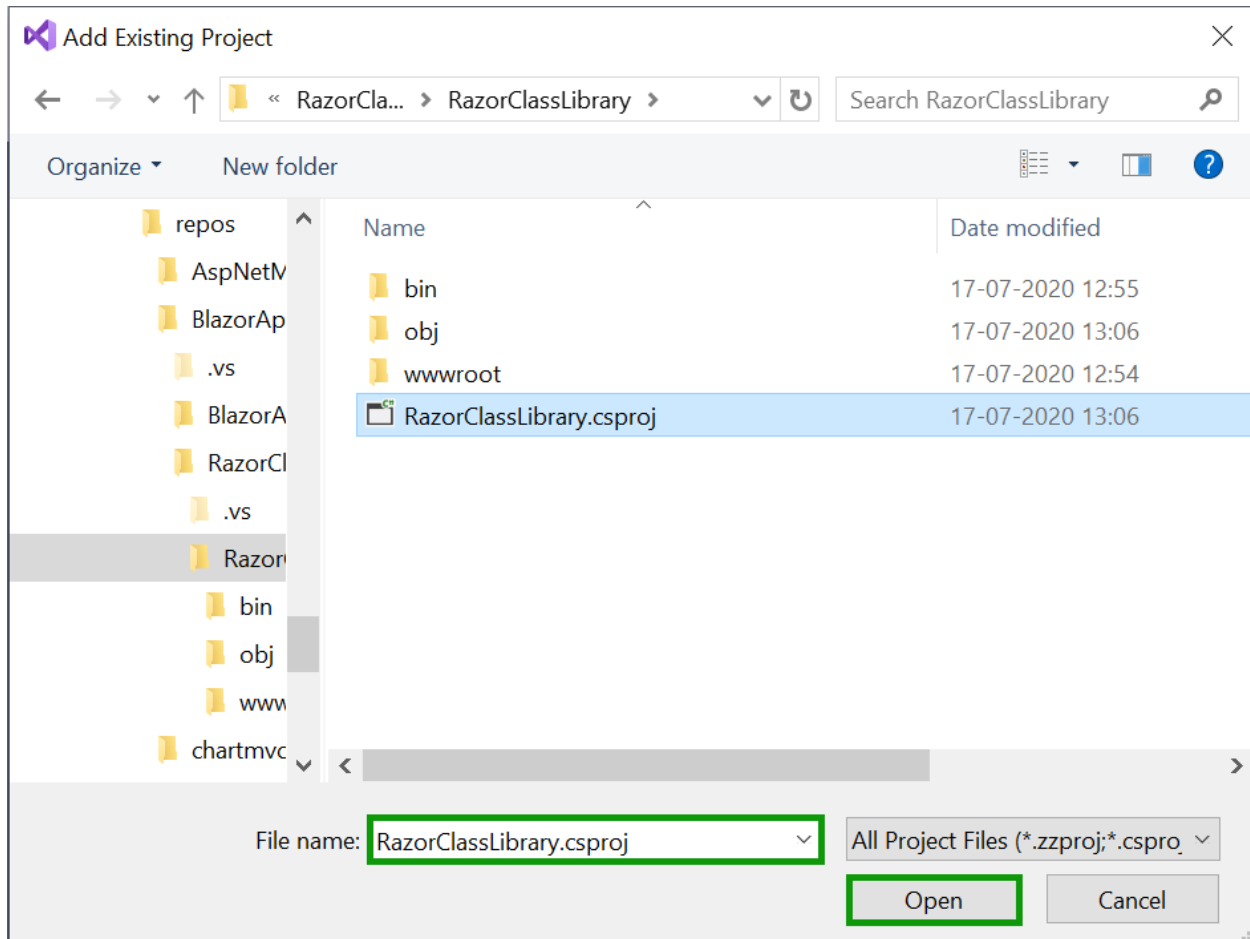 Add Existing Project
« RazorCla... > RazorClassLibrary > Search RazorClassLibrary
Organize New folder ?
Name Date modified
repos
AspNetM
BlazorAp
.vs
BlazorA
RazorCl
.vs
Razor
bin
obj
www
chartmvc
bin 17-07-2020 12:55
obj 17-07-2020 13:06
wwwroot 17-07-2020 12:54
C# RazorClassLibrary.csproj 17-07-2020 13:06
File name: RazorClassLibrary.csproj All Project Files (*.zzproj;*.csproj
Open Cancel